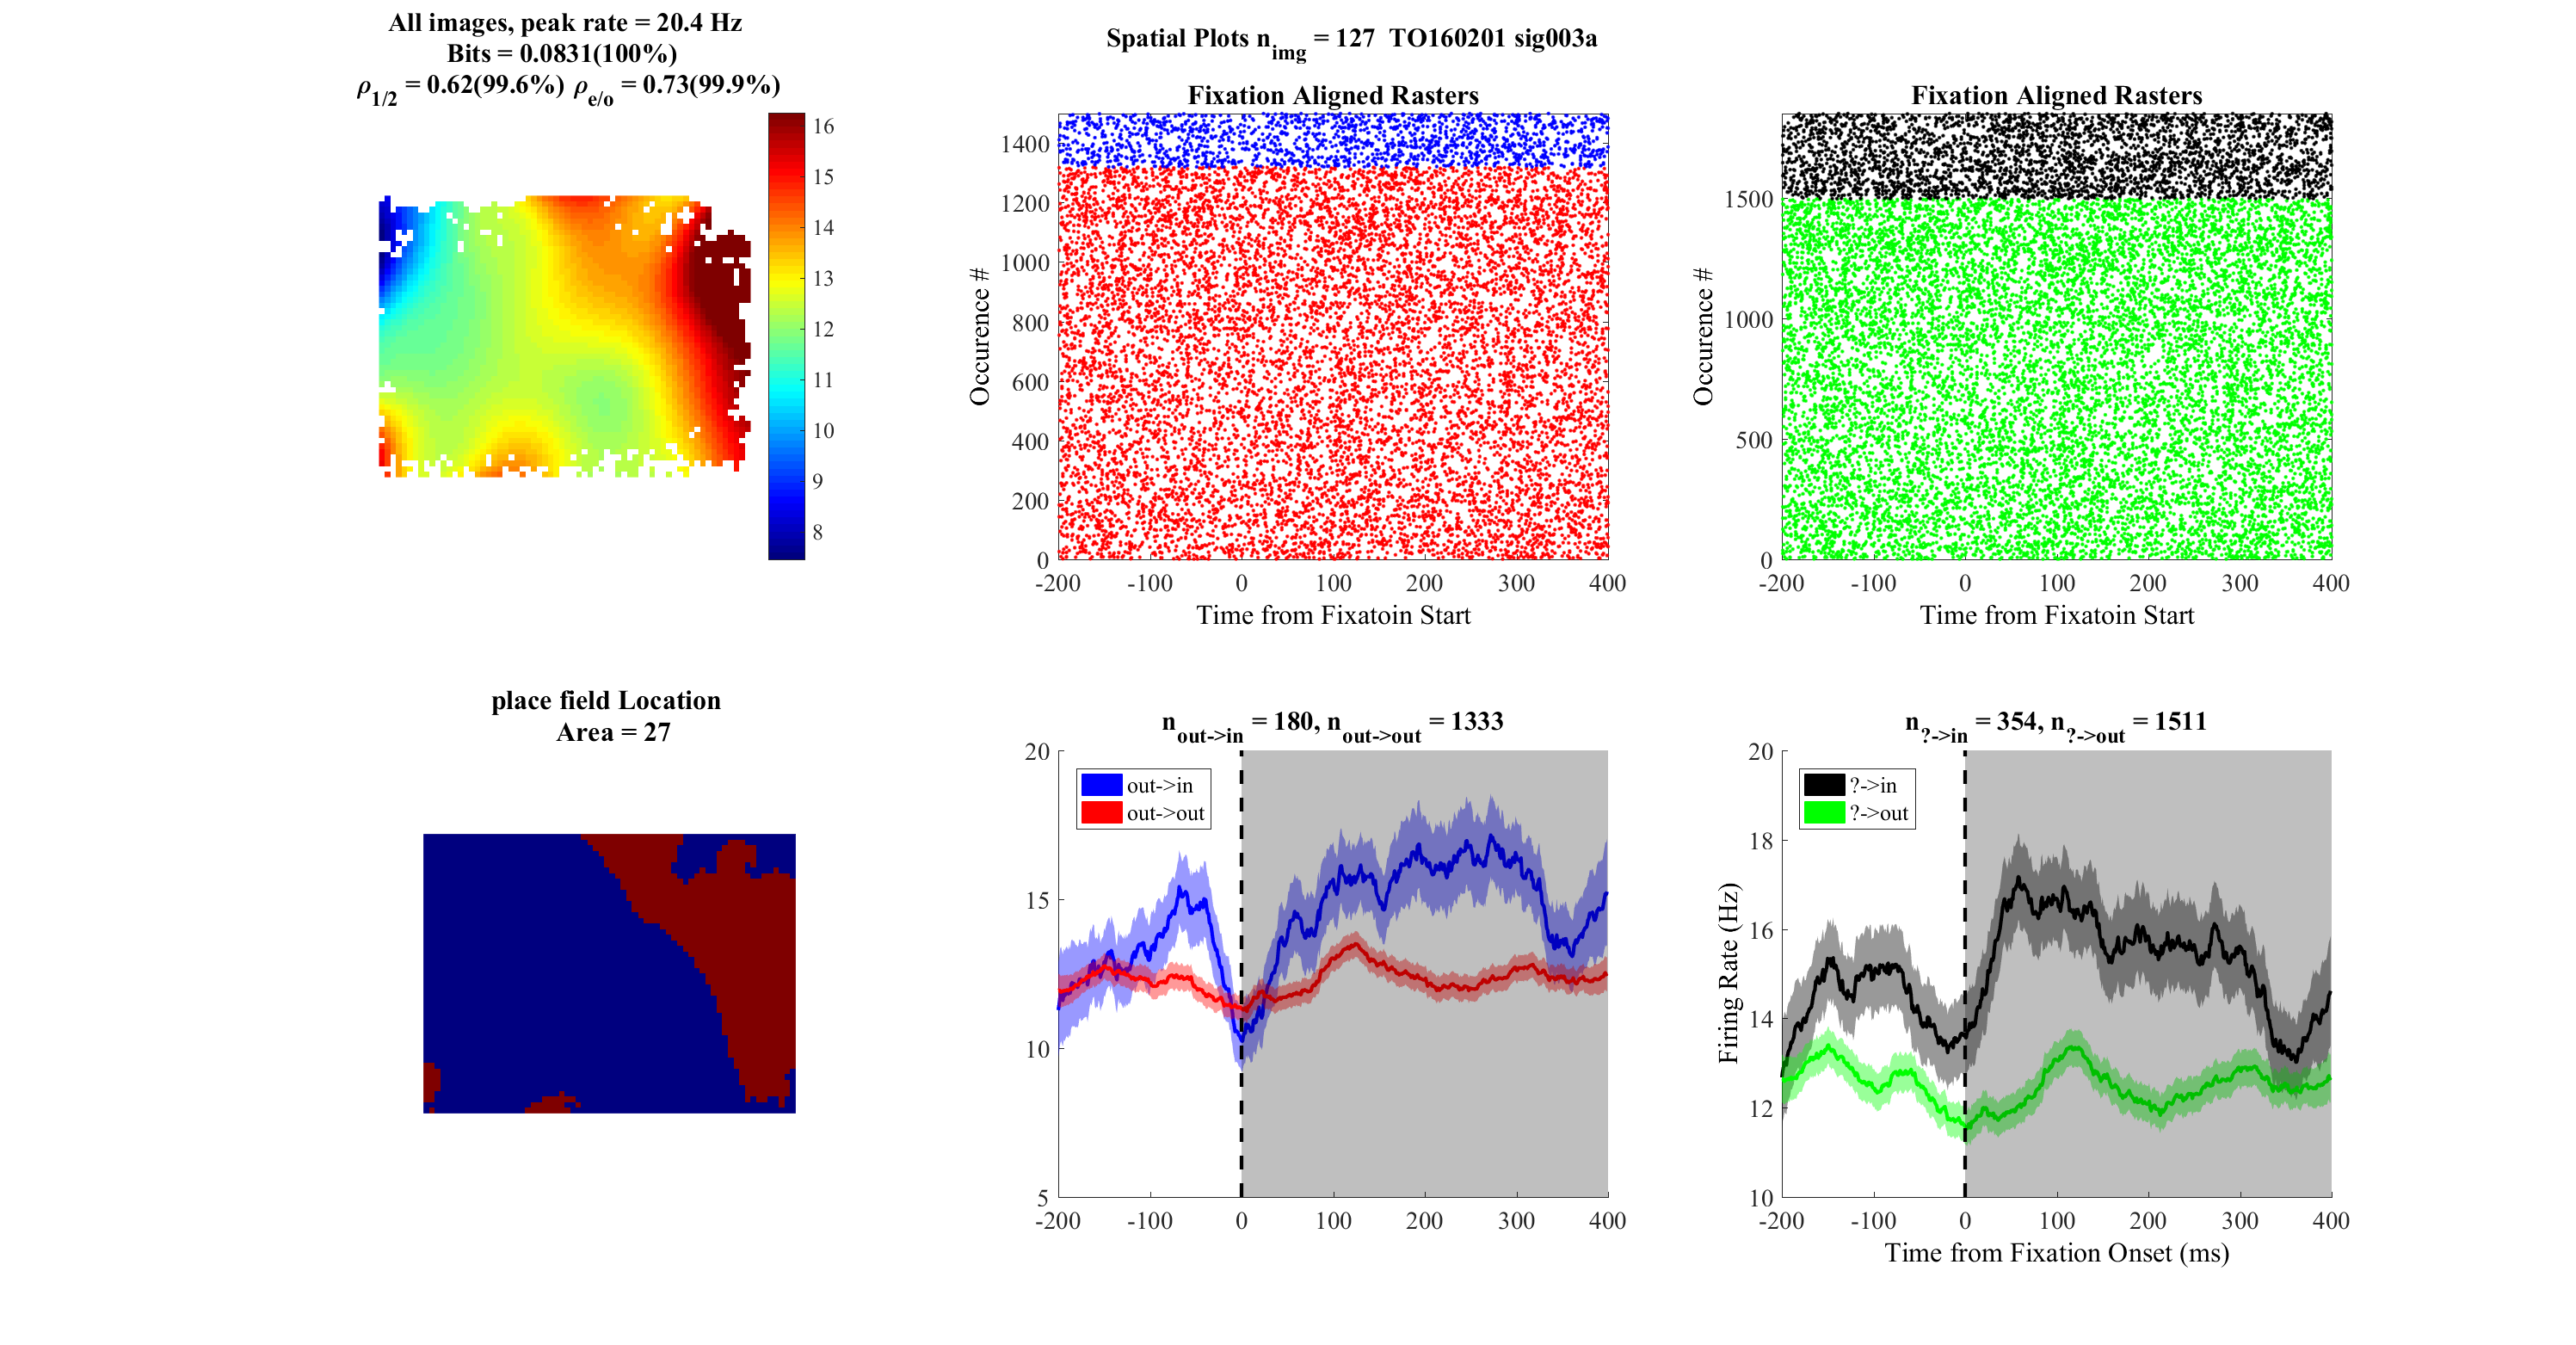 All images, peak rate = 20.4 Hz
Bits = 0.0831(100%)
ρ1/2 = 0.62(99.6%) ρe/o = 0.73(99.9%)
16
15
14
13
12
11
10
9
8
Spatial Plots nimg = 127 TO160201 sig003a
Fixation Aligned Rasters
Occurence #
1400
1200
1000
800
600
400
200
0
-200 -100 0 100 200 300 400
Time from Fixatoin Start
Fixation Aligned Rasters
Occurence #
1500
1000
500
0
-200 -100 0 100 200 300 400
Time from Fixatoin Start
place field Location
Area = 27
nout->in = 180, nout->out = 1333
20
15
10
5
out->in
out->out
-200 -100 0 100 200 300 400
n?->in = 354, n?->out = 1511
Firing Rate (Hz)
20
18
16
14
12
10
?->in
?->out
-200 -100 0 100 200 300 400
Time from Fixation Onset (ms)